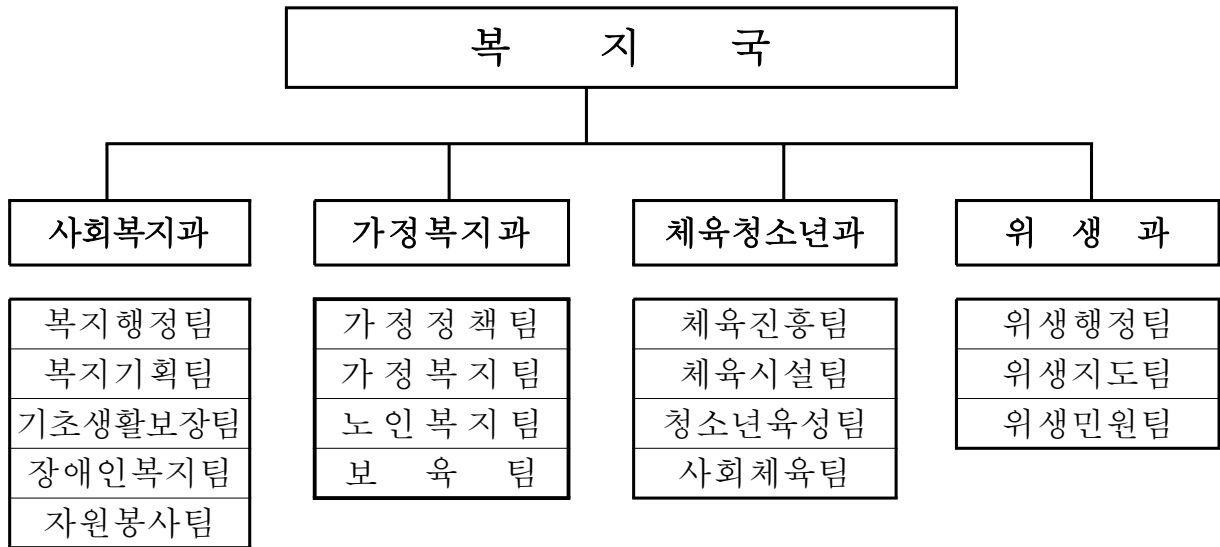 복 지 국
사회복지과 가정복지과 체육청소년과 위 생 과
복지행정팀 가정정책팀 체육진흥팀 위생행정팀
복지기획팀 가정복지팀 체육시설팀 위생지도팀
기초생활보장팀 노인복지팀 청소년육성팀 위생민원팀
장애인복지팀 보 육 팀 사회체육팀
자원봉사팀